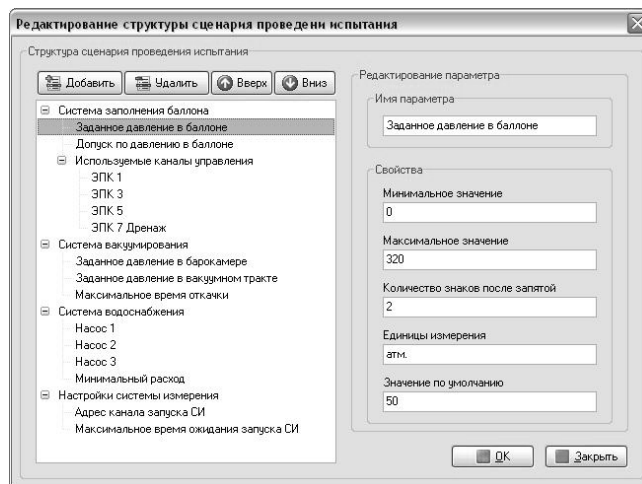 Редактирование структуры сценария проведени испытания
Структура сценария проведения испытания
Добавить
Удалить
Вверх
Вниз
Система заполнения баллона
Заданное давление в баллоне
Допуск по давлению в баллоне
Используемые каналы управления
ЭПК 1
ЭПК 3
ЭПК 5
ЭПК 7 Дренаж
Система вакуумирования
Заданное давление в барокамере
Заданное давление в вакуумном тракте
Максимальное время откачки
Система водоснабжения
Насос 1
Насос 2
Насос 3
Минимальный расход
Настройки системы измерения
Адрес канала запуска СИ
Максимальное время ожидания запуска СИ
Редактирование параметра
Имя параметра
Заданное давление в баллоне
Свойства
Минимальное значение
0
Максимальное значение
320
Количество знаков после запятой
2
Единицы измерения
атм.
Значение по умолчанию
50
OK
Закрыть